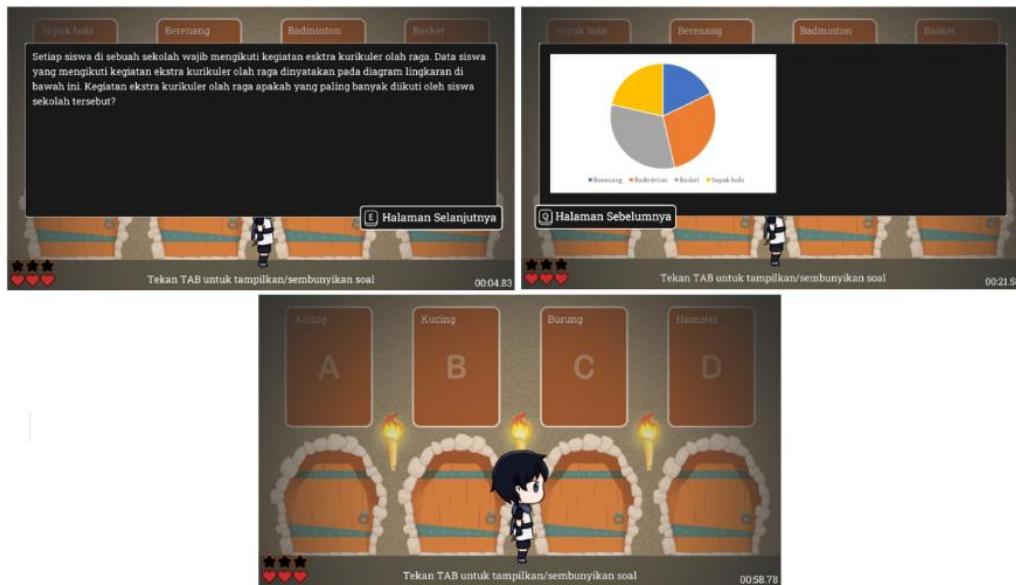 Sepak bola
Berenang
Badminton
Basket
Setiap siswa di sebuah sekolah wajib mengikuti kegiatan esktra kurikuler olah raga. Data siswa
yang mengikuti kegiatan ekstra kurikuler olah raga dinyatakan pada diagram lingkaran di
bawah ini. Kegiatan ekstra kurikuler olah raga apakah yang paling banyak diikuti oleh siswa
sekolah tersebut?
E Halaman Selanjutnya
Tekan TAB untuk tampilkan/sembunyikan soal
00:04.83
Sepak bola
Berenang
Badminton
Basket
Berenang Badminton Basket Sepak bola
Q Halaman Sebelumnya
Tekan TAB untuk tampilkan/sembunyikan soal
00:21.58
Anjing
A
Kucing
B
Burung
C
Hamster
D
Tekan TAB untuk tampilkan/sembunyikan soal
00:58.78